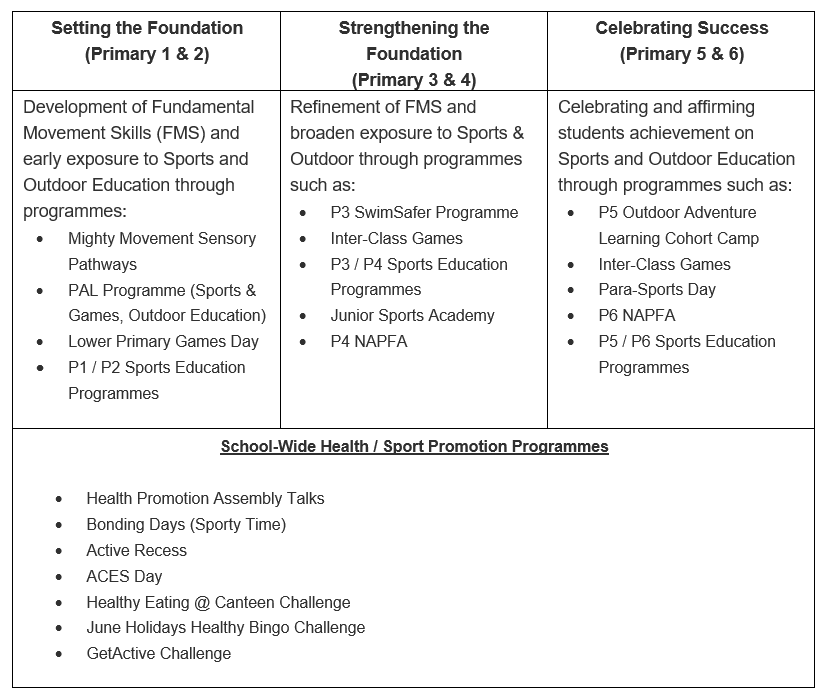 Setting the Foundation
(Primary 1 & 2)
Strengthening the
Foundation
(Primary 3 & 4)
Celebrating Success
(Primary 5 & 6)
Development of Fundamental
Movement Skills (FMS) and
early exposure to Sports and
Outdoor Education through
programmes:
• Mighty Movement Sensory
Pathways
• PAL Programme (Sports &
Games, Outdoor Education)
• Lower Primary Games Day
• P1 / P2 Sports Education
Programmes
Refinement of FMS and
broaden exposure to Sports &
Outdoor through programmes
such as:
• P3 SwimSafer Programme
• Inter-Class Games
• P3 / P4 Sports Education
Programmes
• Junior Sports Academy
• P4 NAPFA
Celebrating and affirming
students achievement on
Sports and Outdoor Education
through programmes such as:
• P5 Outdoor Adventure
Learning Cohort Camp
• Inter-Class Games
• Para-Sports Day
• P6 NAPFA
• P5 / P6 Sports Education
Programmes
School-Wide Health / Sport Promotion Programmes
• Health Promotion Assembly Talks
• Bonding Days (Sporty Time)
• Active Recess
• ACES Day
• Healthy Eating @ Canteen Challenge
• June Holidays Healthy Bingo Challenge
• GetActive Challenge